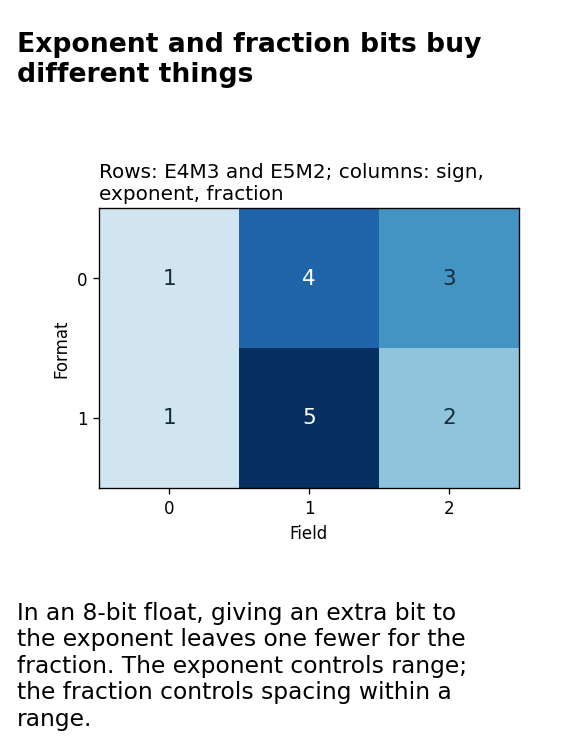 Exponent and fraction bits buy
different things
Rows: E4M3 and E5M2; columns: sign,
exponent, fraction
0
1
4
3
1
1
5
2
0
1
2
Format
Field
In an 8-bit float, giving an extra bit to
the exponent leaves one fewer for the
fraction. The exponent controls range;
the fraction controls spacing within a
range.